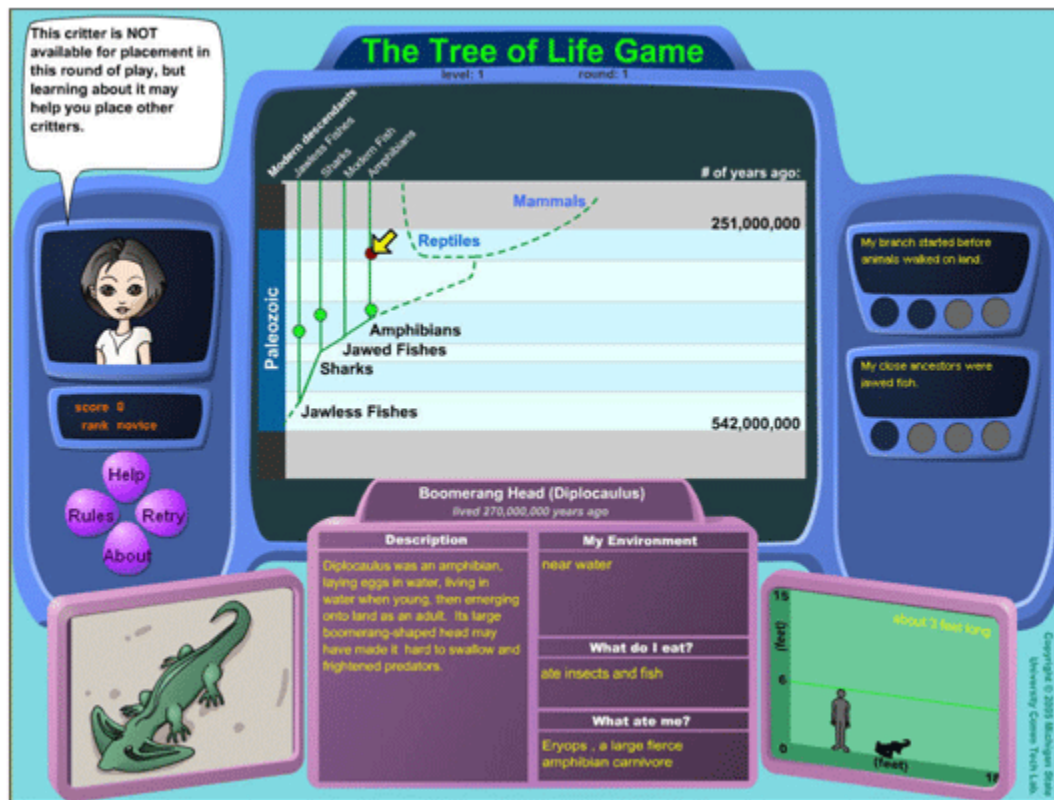 This critter is NOT
available for placement in
this round of play, but
learning about it may
help you place other
critters.
The Tree of Life Game
level: 1 round: 1
Modern descendants
Jawless Fishes
Sharks
Modern Fish
Amphibians
# of years ago:
Mammals
251,000,000
Reptiles
Paleozoic
Amphibians
Jawed Fishes
Sharks
Jawless Fishes
542,000,000
My branch started before
animals walked on land.
My close ancestors were
jawed fish.
score 0
rank novice
Help
Rules
Retry
About
Boomerang Head (Diplocaulus)
lived 270,000,000 years ago
Description
Diplocaulus was an amphibian,
laying eggs in water, living in
water when young, then emerging
onto land as an adult. Its large
boomerang-shaped head may
have made it hard to swallow and
frightened predators.
My Environment
near water
What do I eat?
ate insects and fish
What ate me?
Eryops , a large fierce
amphibian carnivore
15
(feet)
about 3 feet long
6
0
(feet)
Copyright © 2005 Michigan State
University Comm Tech Lab